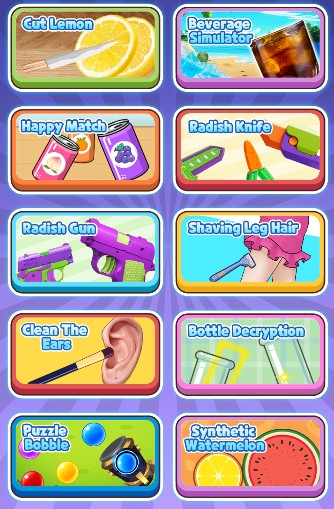 Cut Lemon
Beverage
Simulator
Happy Match
Radish Knife
Radish Gun
Shaving Leg Hair
Clean The
Ears
Bottle Decryption
Puzzle
Bobble
Synthetic
Watermelon